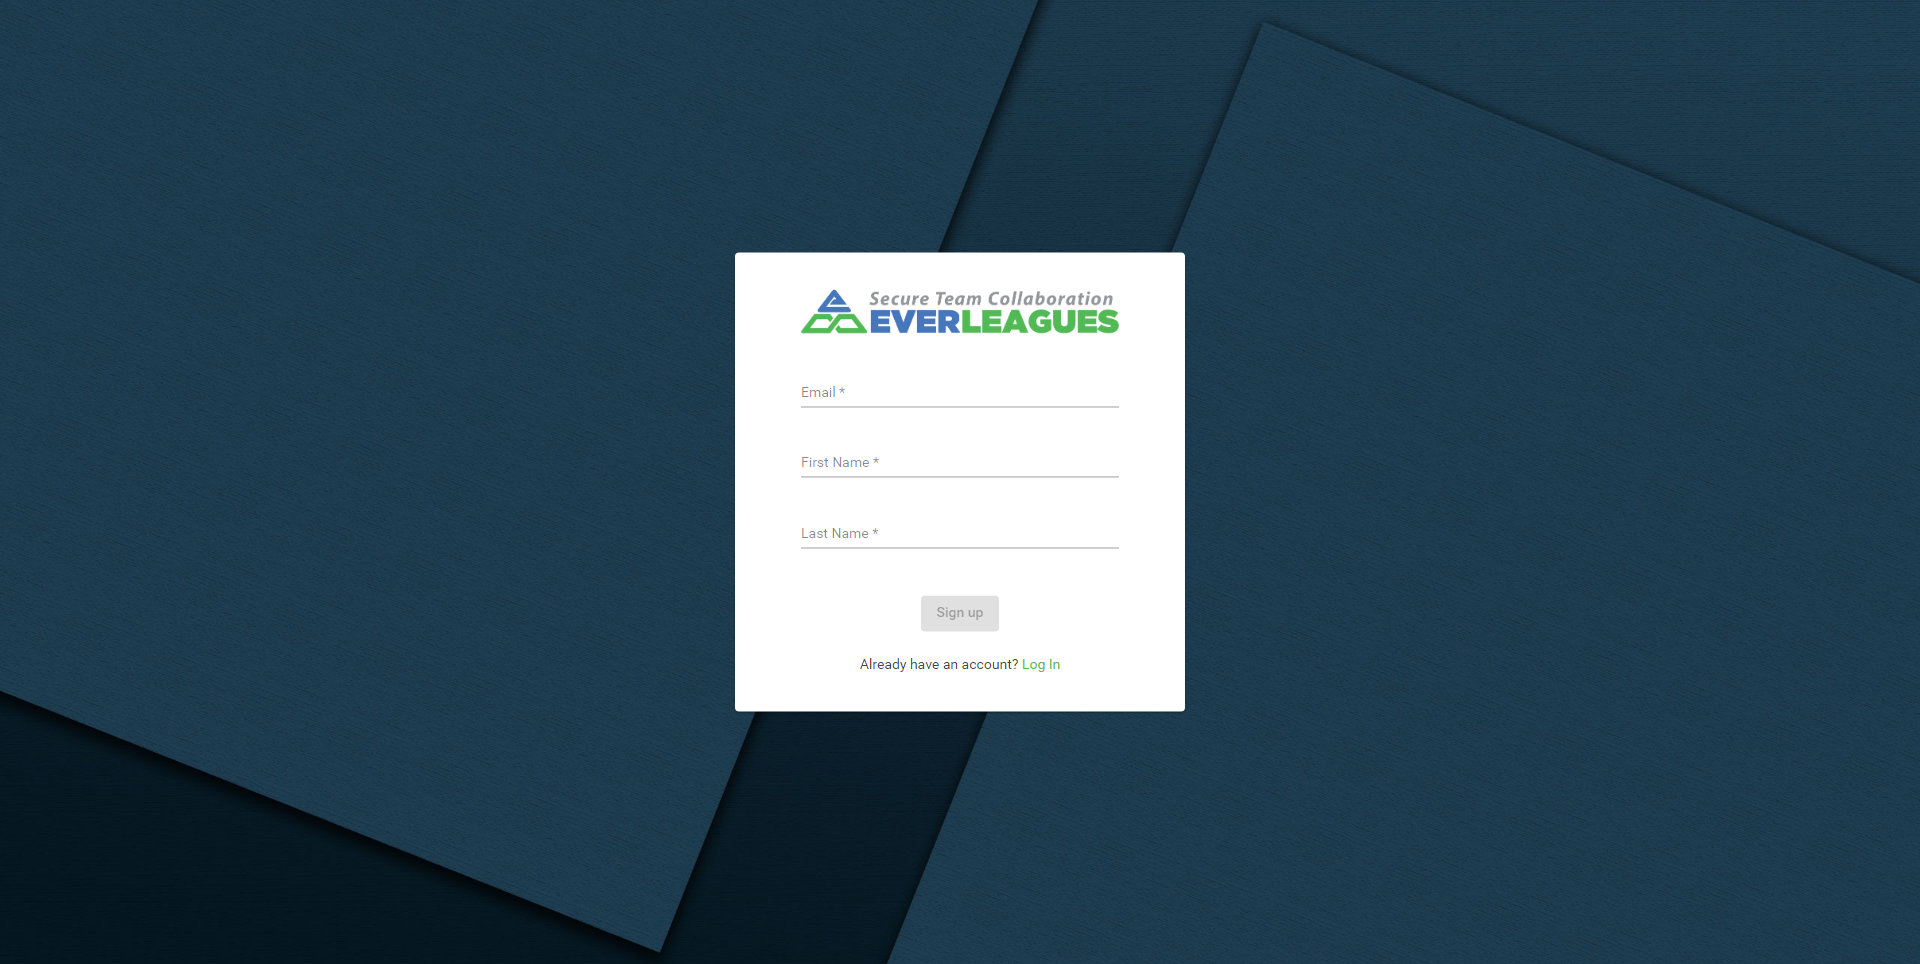 Secure Team Collaboration
EVERLEAGUES
Email *
First Name *
Last Name *
Sign up
Already have an account? Log In